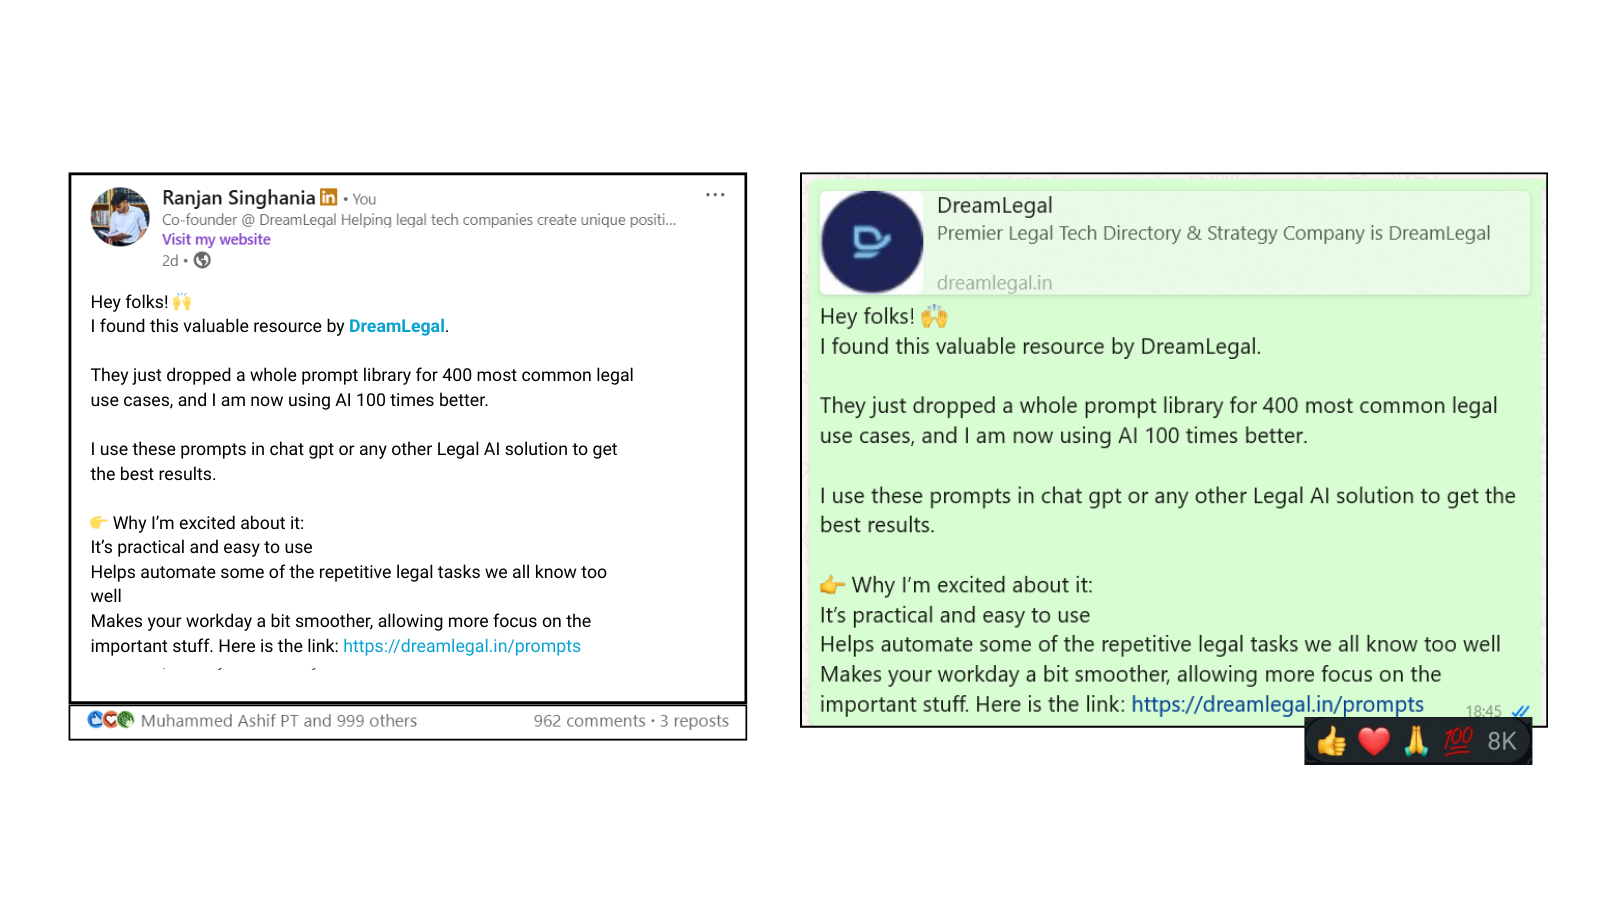 Ranjan Singhania in • You
Co-founder @ DreamLegal Helping legal tech companies create unique positi...
Visit my website
2d •
Hey folks! 🙌
I found this valuable resource by DreamLegal.
They just dropped a whole prompt library for 400 most common legal
use cases, and I am now using AI 100 times better.
I use these prompts in chat gpt or any other Legal AI solution to get
the best results.
👉 Why I'm excited about it:
It's practical and easy to use
Helps automate some of the repetitive legal tasks we all know too
well
Makes your workday a bit smoother, allowing more focus on the
important stuff. Here is the link: https://dreamlegal.in/prompts
Muhammed Ashif PT and 999 others 962 comments • 3 reposts
DreamLegal
Premier Legal Tech Directory & Strategy Company is DreamLegal
dreamlegal.in
Hey folks! 🙌
I found this valuable resource by DreamLegal.
They just dropped a whole prompt library for 400 most common legal
use cases, and I am now using AI 100 times better.
I use these prompts in chat gpt or any other Legal AI solution to get the
best results.
👉 Why I'm excited about it:
It's practical and easy to use
Helps automate some of the repetitive legal tasks we all know too well
Makes your workday a bit smoother, allowing more focus on the
important stuff. Here is the link: https://dreamlegal.in/prompts
18:45
👍 ❤️ 🙏 💯 8K